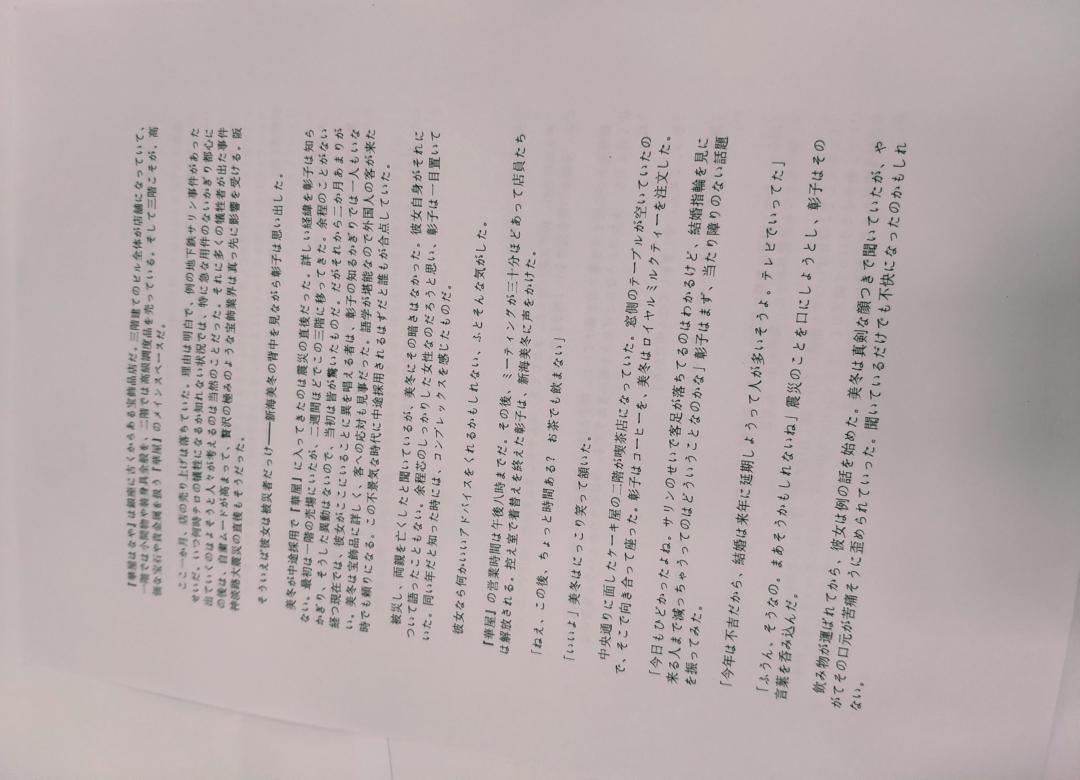 『華屋はなや』は銀座に古くからある宝飾品店だ。三階建てのビル全体が店舗になっていて、
一階では小間物や装身具全般を、二階では高級調度品を売っている。そして三階こそが、高
価な宝石や貴金属を扱う『華屋』のメインスペースだ。
ここ一か月、店の売り上げは落ちていた。理由は明白で、例の地下鉄サリン事件があった
せいだ。いつ何時テロの犠牲になるか知れない状況では、特に急な用件のないかぎり都心に
出ていくのはよそうと人々が考えるのは当然のことだった。それに多くの犠牲者が出た事件
の後は、自粛ムードが高まって、贅沢の極みのような宝飾業界は真っ先に影響を受ける。阪
神淡路大震災の直後もそうだった。
そういえば彼女は被災者だっけ――新海美冬の背中を見ながら彰子は思い出した。
美冬が中途採用で『華屋』に入ってきたのは震災の直後だった。詳しい経緯を彰子は知ら
ない。最初は一階の売場にいたが、二週間ほどでこの三階に移ってきた。余程のことがない
かぎり、そうした異動はないので、当初は皆が驚いたものだ。だがそれから二か月あまりが
経つ現在では、彼女がここにいることに異を唱える者は、彰子の知るかぎりでは一人もいな
い。美冬は宝飾品に詳しく、客への応対も見事だった。語学が堪能なので外国人の客が来た
時でも頼りになる。この不景気な時代に中途採用されるはずだと誰もが合点していた。
被災し、両親を亡くしたと聞いているが、美冬にその暗さはなかった。彼女自身がそれに
ついて語ったこともない。余程芯のしっかりした女性なのだろうと思い、彰子は一目置いて
いた。同い年だと知った時には、コンプレックスを感じたものだ。
彼女なら何かいいアドバイスをくれるかもしれない、ふとそんな気がした。
『華屋』の営業時間は午後八時までだ。その後、ミーティングが三十分ほどあって店員たち
は解放される。控え室で着替えを終えた彰子は、新海美冬に声をかけた。
「ねえ、この後、ちょっと時間ある? お茶でも飲まない」
「いいよ」美冬はにっこり笑って頷いた。
中央通りに面したケーキ屋の二階が喫茶店になっていた。窓側のテーブルが空いていたの
で、そこで向き合って座った。彰子はコーヒーを、美冬はロイヤルミルクティーを注文した。
「今日もひどかったよね。サリンのせいで客足が落ちてるのはわかるけど、結婚指輪を見に
来る人まで減っちゃうってのはどういうことなのかな」彰子はまず、当たり障りのない話題
を振ってみた。
「今年は不吉だから、結婚は来年に延期しようって人が多いそうよ。テレビでいってた」
「ふうん、そうなの。まあそうかもしれないね」震災のことを口にしようとし、彰子はその
言葉を呑み込んだ。
飲み物が運ばれてから、彼女は例の話を始めた。美冬は真剣な顔つきで聞いていたが、や
がてその口元が苦痛そうに歪められていった。聞いているだけでも不快になったのかもしれ
ない。